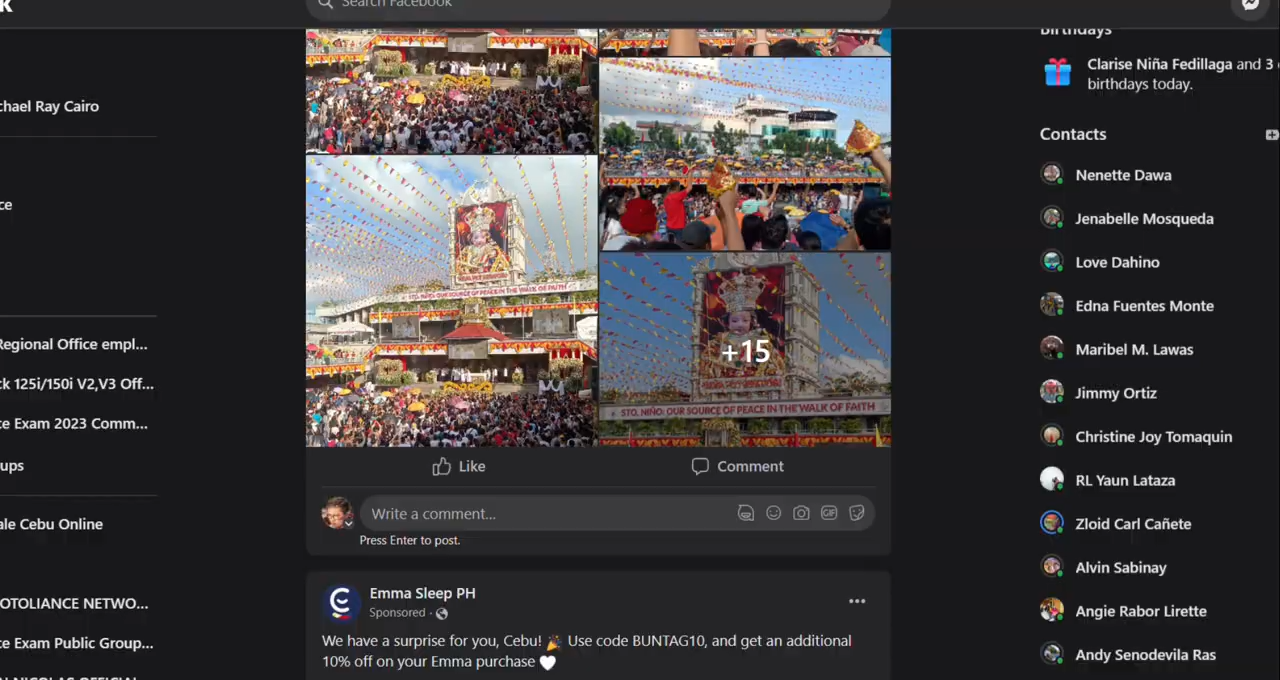 k
Search Facebook
chael Ray Cairo
ce
Regional Office empl...
ck 125i/150i V2,V3 Off...
ce Exam 2023 Comm...
ups
ale Cebu Online
OTOLIANCE NETWO...
ce Exam Public Group...
STO. NIÑO: OUR SOURCE OF PEACE IN THE WALK OF FAITH
+15
STO. NIÑO: OUR SOURCE OF PEACE IN THE WALK OF FAITH
Like
Comment
Write a comment...
GIF
Press Enter to post.
Emma Sleep PH
Sponsored ·
We have a surprise for you, Cebu! 🎉 Use code BUNTAG10, and get an additional
10% off on your Emma purchase 🤍
Birthdays
Clarise Niña Fedillaga and 3
birthdays today.
Contacts
Nenette Dawa
Jenabelle Mosqueda
Love Dahino
Edna Fuentes Monte
Maribel M. Lawas
Jimmy Ortiz
Christine Joy Tomaquin
RL Yaun Lataza
Zloid Carl Cañete
Alvin Sabinay
Angie Rabor Lirette
Andy Senodevila Ras